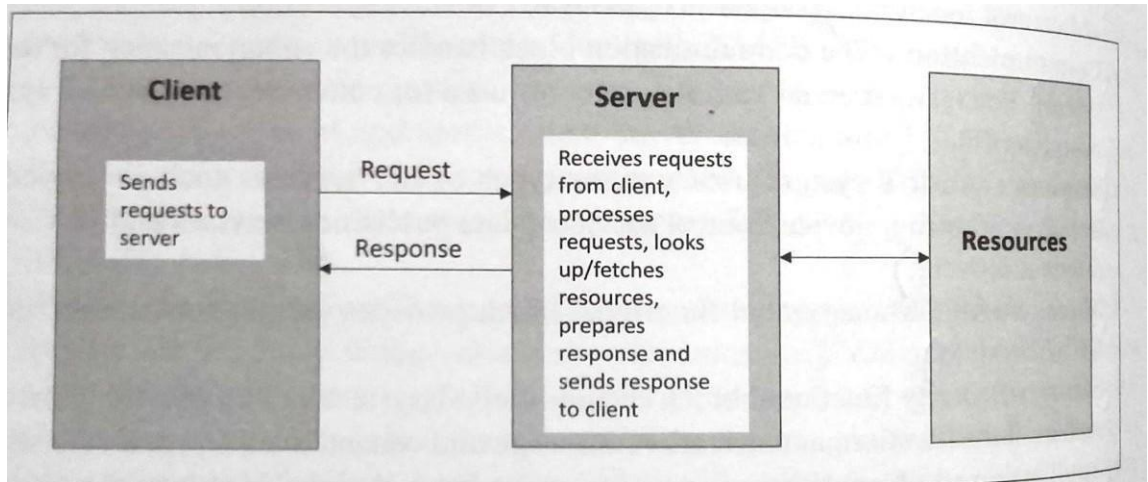 Client
Sends
requests to
server
Request
Response
Server
Receives requests
from client,
processes
requests, looks
up/fetches
resources,
prepares
response and
sends response
to client
Resources